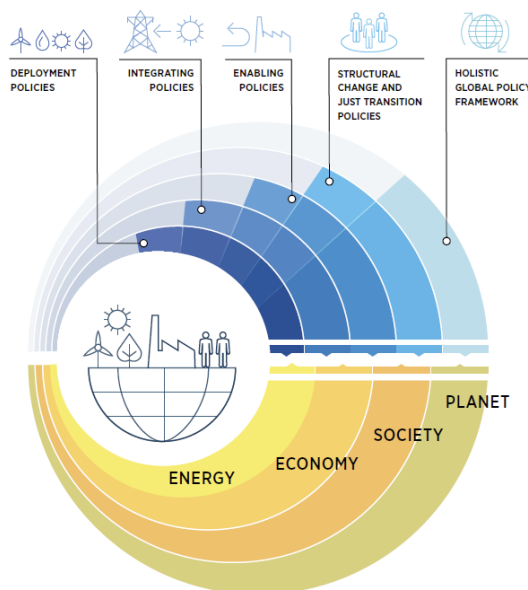 DEPLOYMENT
POLICIES
INTEGRATING
POLICIES
ENABLING
POLICIES
STRUCTURAL
CHANGE AND
JUST TRANSITION
POLICIES
HOLISTIC
GLOBAL POLICY
FRAMEWORK
PLANET
SOCIETY
ECONOMY
ENERGY